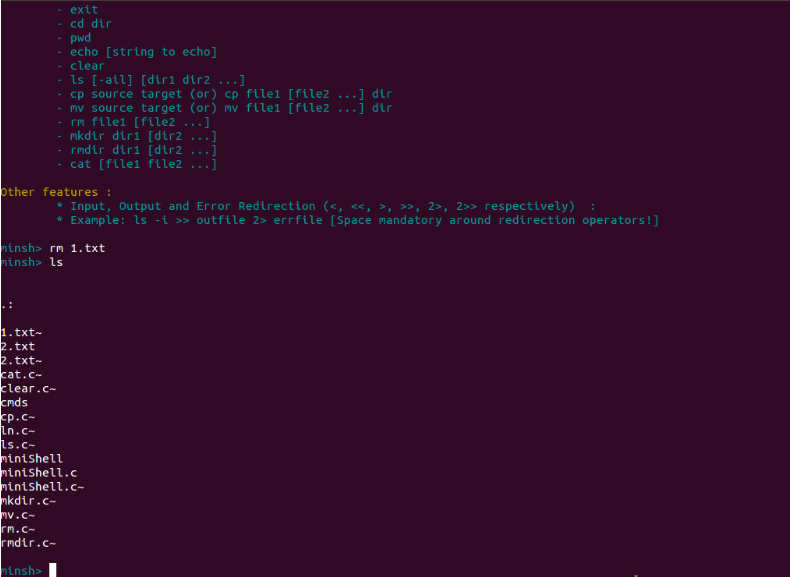 - exit
- cd dir
- pwd
- echo [string to echo]
- clear
- ls [-ail] [dir1 dir2 ...]
- cp source target (or) cp file1 [file2 ...] dir
- mv source target (or) mv file1 [file2 ...] dir
- rm file1 [file2 ...]
- mkdir dir1 [dir2 ...]
- rmdir dir1 [dir2 ...]
- cat [file1 file2 ...]
Other features :
* Input, Output and Error Redirection (<, <<, >, >>, 2>, 2>> respectively)  :
* Example: ls -i >> outfile 2> errfile [Space mandatory around redirection operators!]
minsh> rm 1.txt
minsh> ls
.:
1.txt~
2.txt
2.txt~
cat.c~
clear.c~
cmds
cp.c~
ln.c~
ls.c~
miniShell
miniShell.c
miniShell.c~
mkdir.c~
mv.c~
rm.c~
rmdir.c~
minsh>